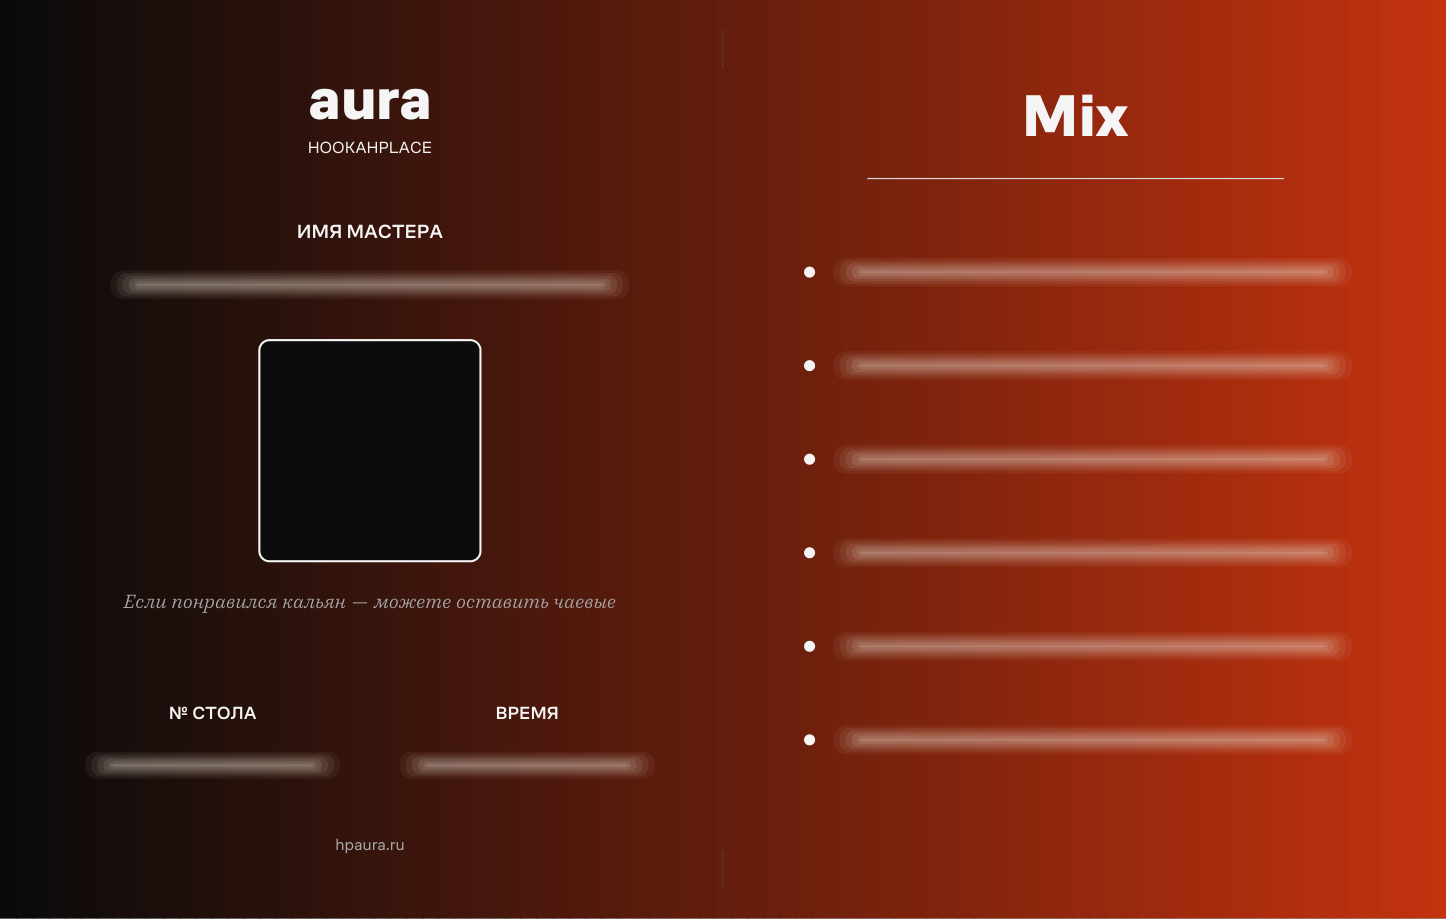 aura
HOOKAHPLACE
ИМЯ МАСТЕРА
Если понравился кальян — можете оставить чаевые
№ СТОЛА
ВРЕМЯ
hpaura.ru
Mix